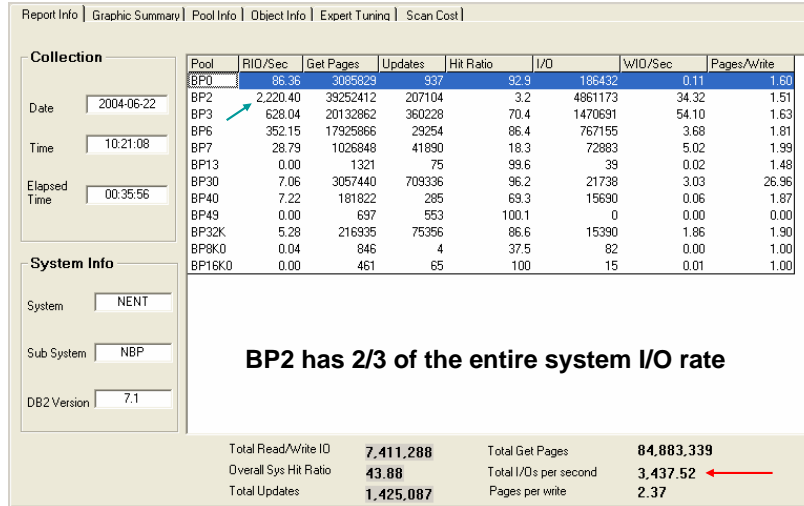 Report Info Graphic Summary Pool Info Object Info Expert Tuning Scan Cost
Collection
Date 2004-06-22
Time 10:21:08
Elapsed Time 00:35:56
System Info
System NENT
Sub System NBP
DB2 Version 7.1
Pool RIO/Sec Get Pages Updates Hit Ratio I/O WIO/Sec Pages/Write
BP0 86.36 3085829 937 92.9 186432 0.11 1.60
BP2 2,220.40 39252412 207104 3.2 4861173 34.32 1.51
BP3 628.04 20132862 360228 70.4 1470691 54.10 1.63
BP6 352.15 17925866 29254 86.4 767155 3.68 1.81
BP7 28.79 1026848 41890 18.3 72883 5.02 1.99
BP13 0.00 1321 75 99.6 39 0.02 1.48
BP30 7.06 3057440 709336 96.2 21738 3.03 26.96
BP40 7.22 181822 285 69.3 15690 0.06 1.87
BP49 0.00 697 553 100.1 0 0.00 0.00
BP32K 5.28 216935 75356 86.6 15390 1.86 1.90
BP8K0 0.04 846 4 37.5 82 0.00 1.00
BP16K0 0.00 461 65 100 15 0.01 1.00
BP2 has 2/3 of the entire system I/O rate
Total Read/Write IO 7,411,288 Total Get Pages 84,883,339
Overall Sys Hit Ratio 43.88 Total I/Os per second 3,437.52
Total Updates 1,425,087 Pages per write 2.37